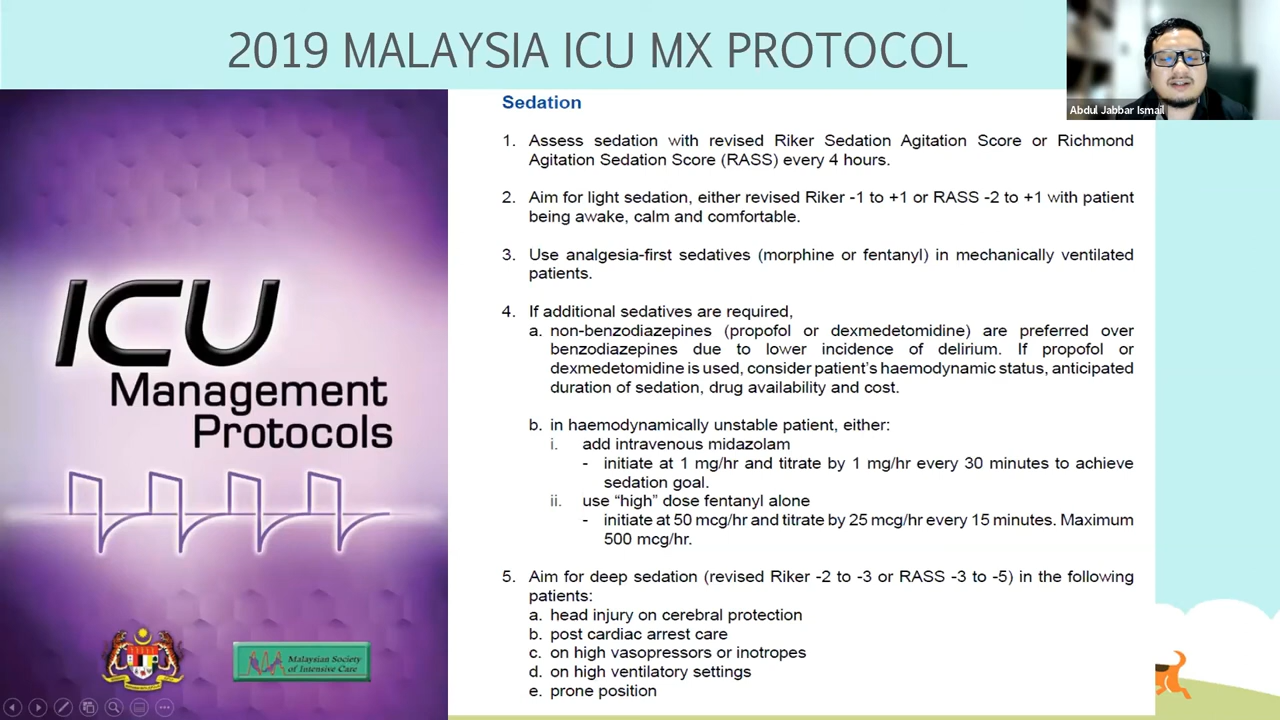 2019 MALAYSIA ICU MX PROTOCOL
Abdul Jabbar Ismail
ICU
Management
Protocols
Malaysian Society
of Intensive Care
Sedation
1. Assess sedation with revised Riker Sedation Agitation Score or Richmond
Agitation Sedation Score (RASS) every 4 hours.
2. Aim for light sedation, either revised Riker -1 to +1 or RASS -2 to +1 with patient
being awake, calm and comfortable.
3. Use analgesia-first sedatives (morphine or fentanyl) in mechanically ventilated
patients.
4. If additional sedatives are required,
a. non-benzodiazepines (propofol or dexmedetomidine) are preferred over
benzodiazepines due to lower incidence of delirium. If propofol or
dexmedetomidine is used, consider patient's haemodynamic status, anticipated
duration of sedation, drug availability and cost.
b. in haemodynamically unstable patient, either:
i. add intravenous midazolam
- initiate at 1 mg/hr and titrate by 1 mg/hr every 30 minutes to achieve
sedation goal.
ii. use “high” dose fentanyl alone
- initiate at 50 mcg/hr and titrate by 25 mcg/hr every 15 minutes. Maximum
500 mcg/hr.
5. Aim for deep sedation (revised Riker -2 to -3 or RASS -3 to -5) in the following
patients:
a. head injury on cerebral protection
b. post cardiac arrest care
c. on high vasopressors or inotropes
d. on high ventilatory settings
e. prone position